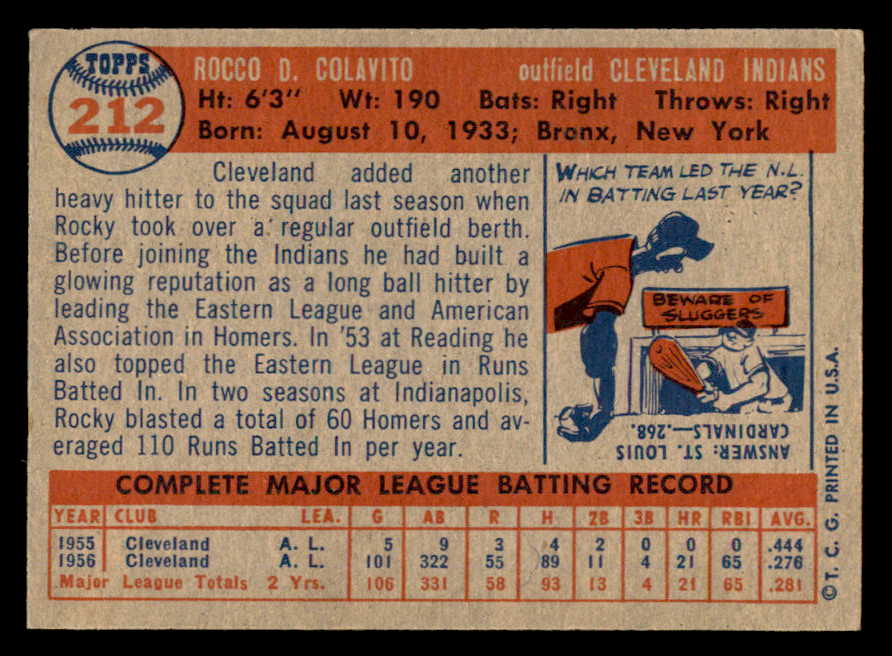 TOPPS
212
ROCCO D. COLAVITO outfield CLEVELAND INDIANS
Ht: 6'3" Wt: 190 Bats: Right Throws: Right
Born: August 10, 1933; Bronx, New York
Cleveland added another
heavy hitter to the squad last season when
Rocky took over a regular outfield berth.
Before joining the Indians he had built a
glowing reputation as a long ball hitter by
leading the Eastern League and American
Association in Homers. In '53 at Reading he
also topped the Eastern League in Runs
Batted In. In two seasons at Indianapolis,
Rocky blasted a total of 60 Homers and av-
eraged 110 Runs Batted In per year.
WHICH TEAM LED THE N.L.
IN BATTING LAST YEAR?
BEWARE OF
SLUGGERS
ANSWER: ST. LOUIS
CARDINALS—.268.
COMPLETE MAJOR LEAGUE BATTING RECORD
YEAR CLUB LEA. G AB R H 2B 3B HR RBI AVG.
1955 Cleveland A. L. 5 9 3 4 2 0 0 0 .444
1956 Cleveland A. L. 101 322 55 89 11 4 21 65 .276
Major League Totals 2 Yrs. 106 331 58 93 13 4 21 65 .281
©T. C. G. PRINTED IN U.S.A.